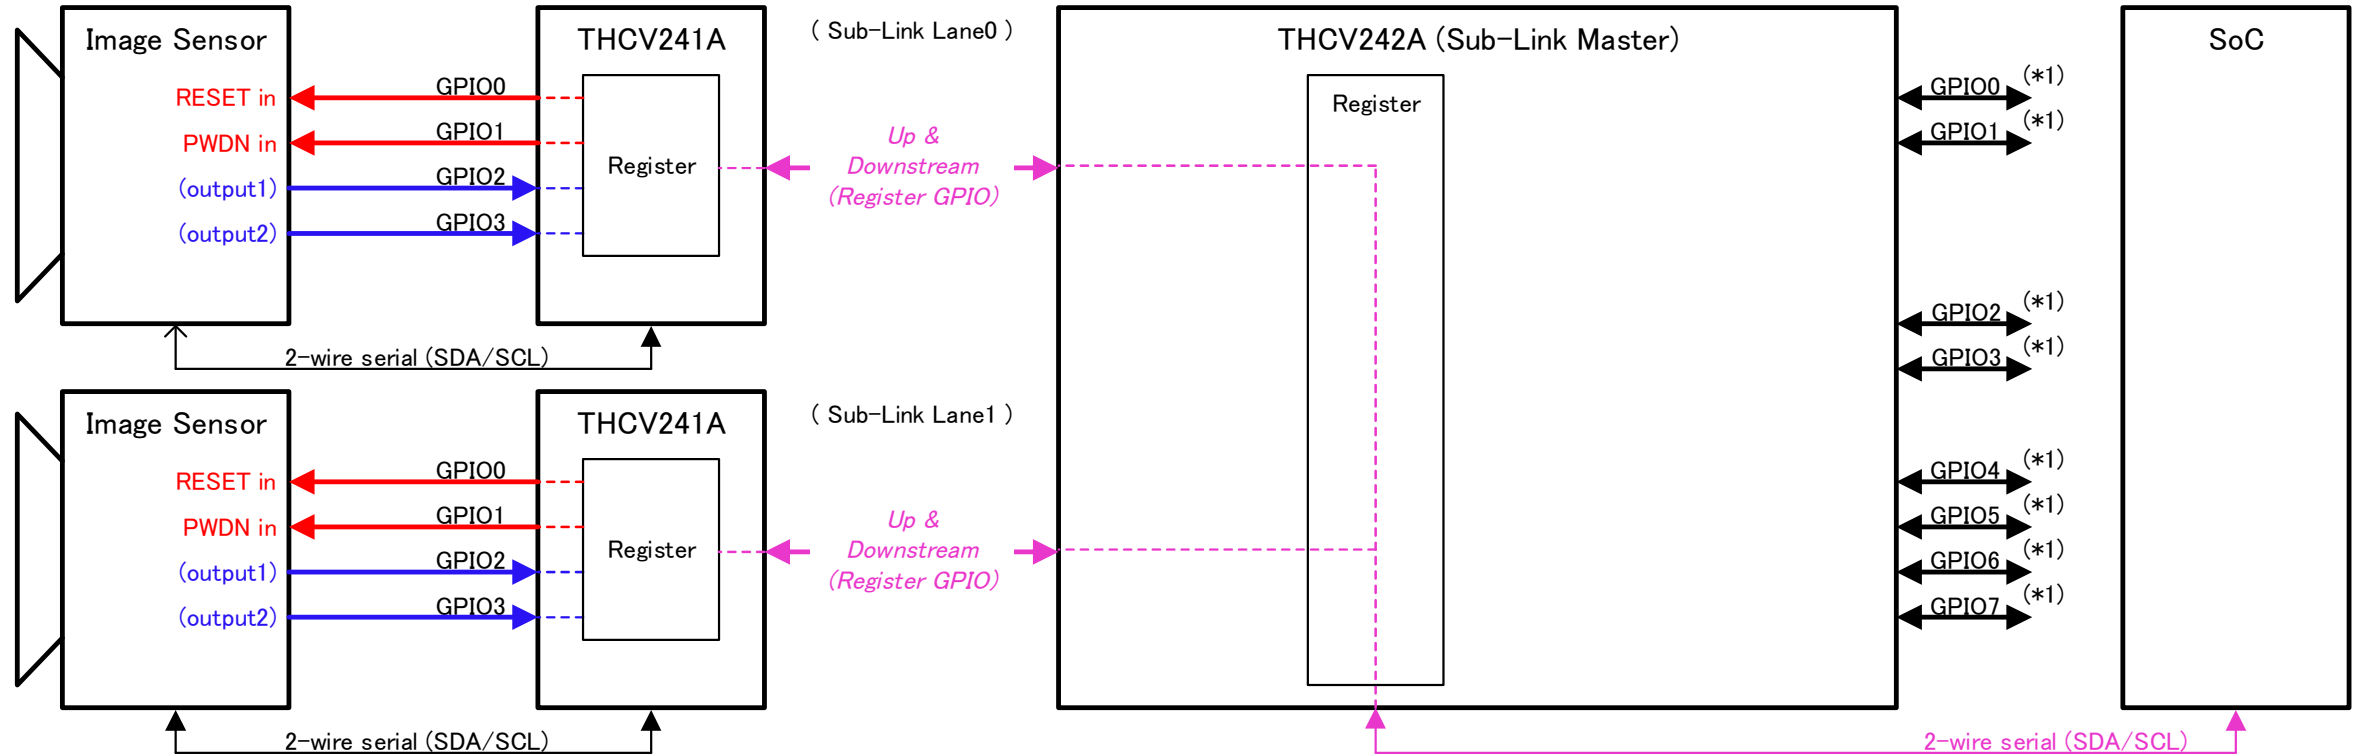 Image Sensor
RESET in
PWDN in
(output1)
(output2)
GPIO0
GPIO1
GPIO2
GPIO3
THCV241A
Register
2-wire serial (SDA/SCL)
( Sub-Link Lane0 )
Up &
Downstream
(Register GPIO)
Image Sensor
RESET in
PWDN in
(output1)
(output2)
GPIO0
GPIO1
GPIO2
GPIO3
THCV241A
Register
2-wire serial (SDA/SCL)
( Sub-Link Lane1 )
Up &
Downstream
(Register GPIO)
THCV242A (Sub-Link Master)
Register
GPIO0 (*1)
GPIO1 (*1)
GPIO2 (*1)
GPIO3 (*1)
GPIO4 (*1)
GPIO5 (*1)
GPIO6 (*1)
GPIO7 (*1)
SoC
2-wire serial (SDA/SCL)